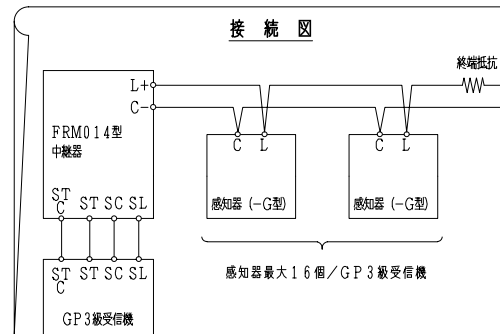 接続図
終端抵抗
L+
C-
FRM014型
中継器
C L
C L
感知器(-G型)
感知器(-G型)
STC ST SC SL
感知器最大16個/GP3級受信機
STC ST SC SL
GP3級受信機